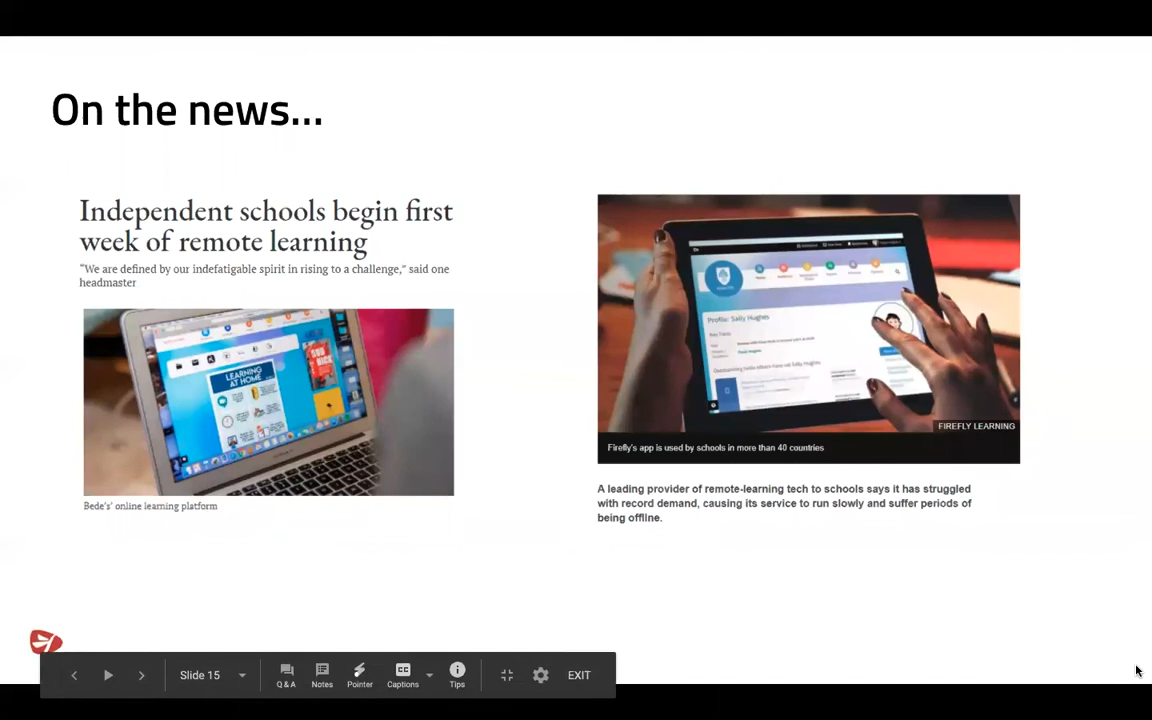 On the news...
Independent schools begin first
week of remote learning
“We are defined by our indefatigable spirit in rising to a challenge,” said one
headmaster
LEARNING
AT HOME
Bede's' online learning platform
Profile: Sally Hughes
FIREFLY LEARNING
Firefly's app is used by schools in more than 40 countries
A leading provider of remote-learning tech to schools says it has struggled
with record demand, causing its service to run slowly and suffer periods of
being offline.
Slide 15
Q & A
Notes
Pointer
CC
Captions
Tips
EXIT